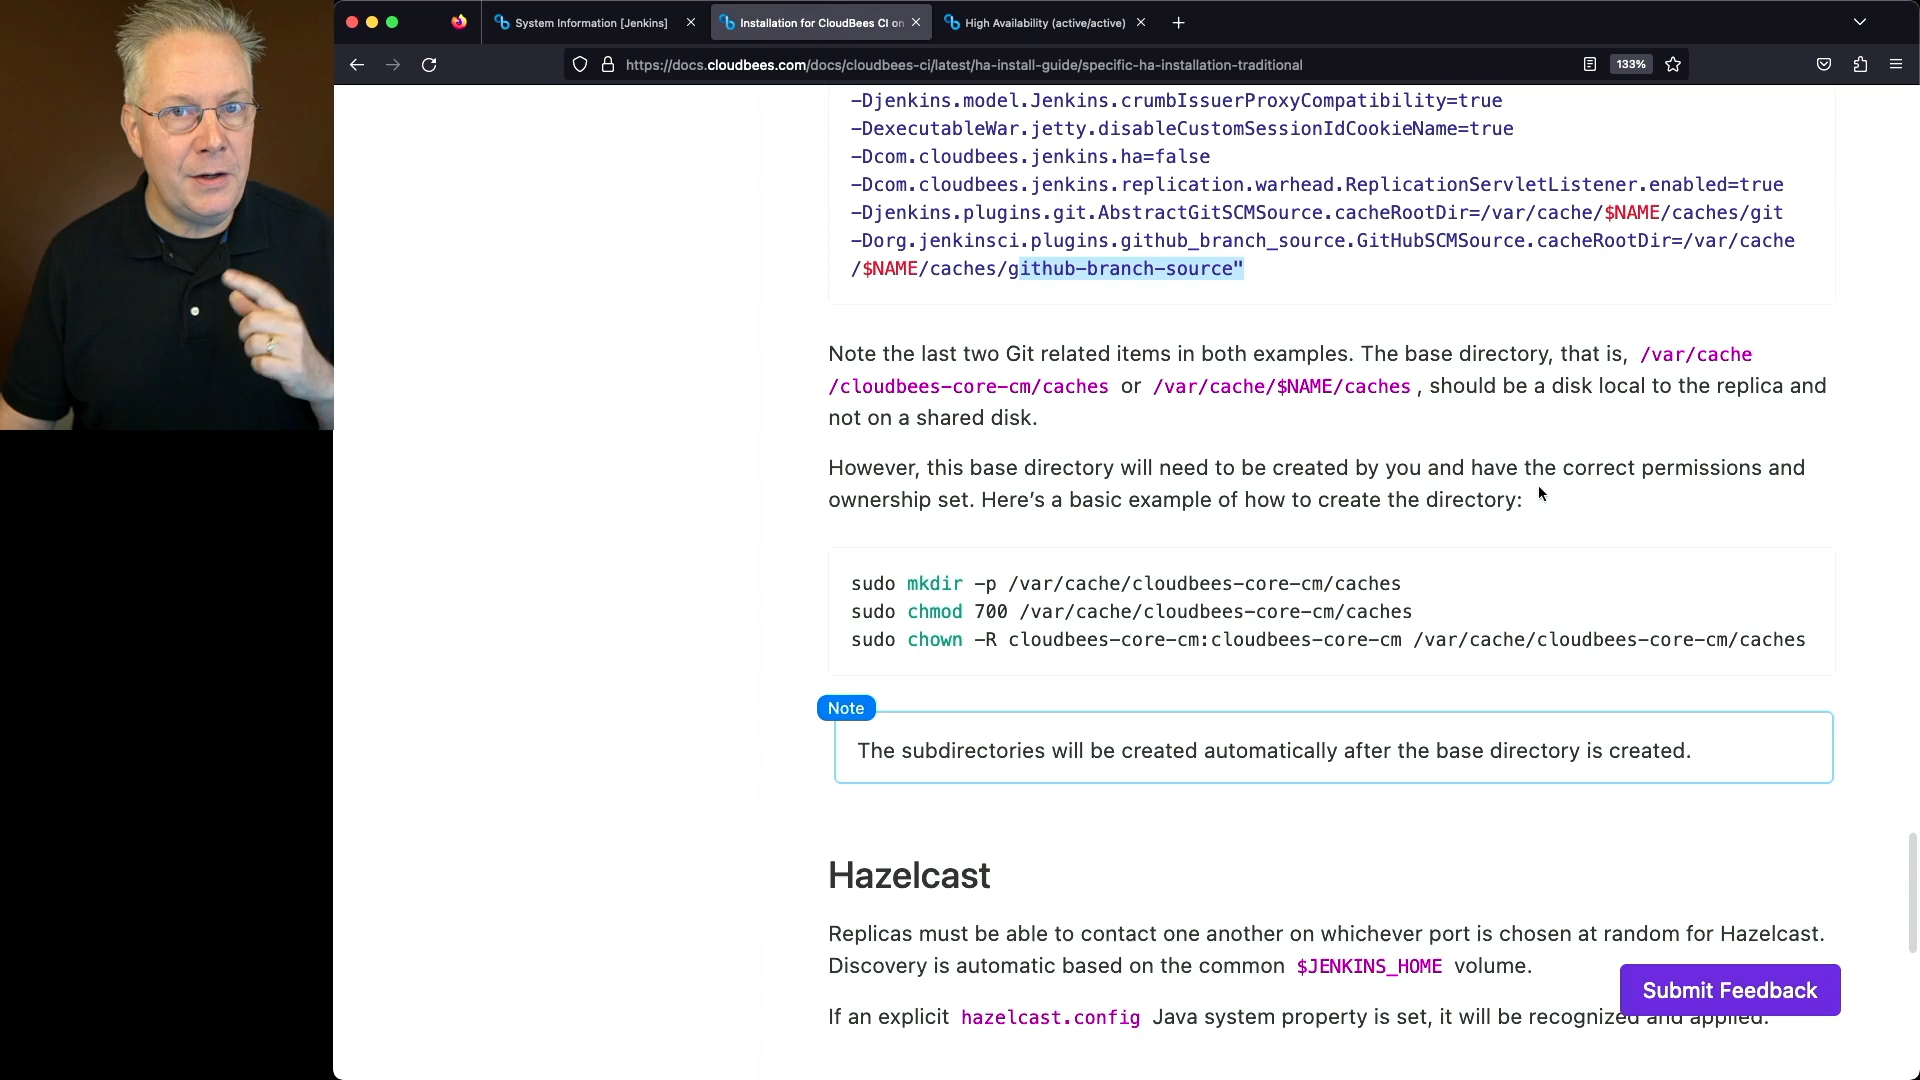 System Information [Jenkins]
Installation for CloudBees CI on
High Availability (active/active)
https://docs.cloudbees.com/docs/cloudbees-ci/latest/ha-install-guide/specific-ha-installation-traditional
133%
-Djenkins.model.Jenkins.crumbIssuerProxyCompatibility=true
-DexecutableWar.jetty.disableCustomSessionIdCookieName=true
-Dcom.cloudbees.jenkins.ha=false
-Dcom.cloudbees.jenkins.replication.warhead.ReplicationServletListener.enabled=true
-Djenkins.plugins.git.AbstractGitSCMSource.cacheRootDir=/var/cache/$NAME/caches/git
-Dorg.jenkinsci.plugins.github_branch_source.GitHubSCMSource.cacheRootDir=/var/cache
/$NAME/caches/github-branch-source"
Note the last two Git related items in both examples. The base directory, that is, /var/cache
/cloudbees-core-cm/caches or /var/cache/$NAME/caches, should be a disk local to the replica and
not on a shared disk.
However, this base directory will need to be created by you and have the correct permissions and
ownership set. Here's a basic example of how to create the directory:
sudo mkdir -p /var/cache/cloudbees-core-cm/caches
sudo chmod 700 /var/cache/cloudbees-core-cm/caches
sudo chown -R cloudbees-core-cm:cloudbees-core-cm /var/cache/cloudbees-core-cm/caches
Note
The subdirectories will be created automatically after the base directory is created.
Hazelcast
Replicas must be able to contact one another on whichever port is chosen at random for Hazelcast.
Discovery is automatic based on the common $JENKINS_HOME volume.
Submit Feedback
If an explicit hazelcast.config Java system property is set, it will be recognized and applied.